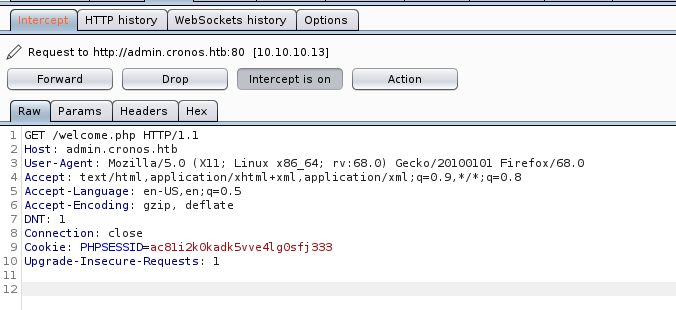 Intercept HTTP history WebSockets history Options
Request to http://admin.cronos.htb:80 [10.10.10.13]
Forward Drop Intercept is on Action
Raw Params Headers Hex
1 GET /welcome.php HTTP/1.1
2 Host: admin.cronos.htb
3 User-Agent: Mozilla/5.0 (X11; Linux x86_64; rv:68.0) Gecko/20100101 Firefox/68.0
4 Accept: text/html,application/xhtml+xml,application/xml;q=0.9,*/*;q=0.8
5 Accept-Language: en-US,en;q=0.5
6 Accept-Encoding: gzip, deflate
7 DNT: 1
8 Connection: close
9 Cookie: PHPSESSID=ac81i2k0kadk5vve4lg0sfj333
10 Upgrade-Insecure-Requests: 1
11
12